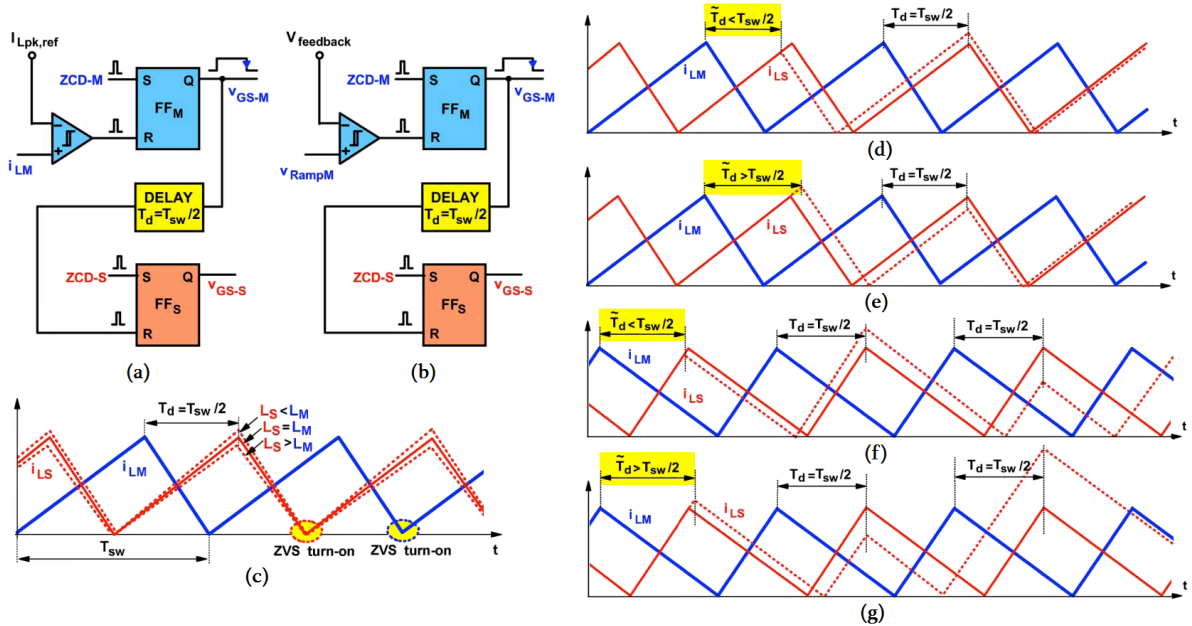 I_Lpk,ref
ZCD-M
S
Q
FF_M
R
v_GS-M
−
+
i_LM
DELAY
T_d=T_sw/2
ZCD-S
S
Q
FF_S
R
v_GS-S
(a)
V_feedback
ZCD-M
S
Q
FF_M
R
v_GS-M
−
+
v_RampM
DELAY
T_d=T_sw/2
ZCD-S
S
Q
FF_S
R
v_GS-S
(b)
T_d=T_sw/2
L_S<L_M
L_S=L_M
L_S>L_M
i_LS
i_LM
T_sw
ZVS turn-on
ZVS turn-on
t
(c)
T̃_d<T_sw/2
T_d=T_sw/2
i_LM
i_LS
t
(d)
T̃_d>T_sw/2
T_d=T_sw/2
i_LM
i_LS
t
(e)
T̃_d<T_sw/2
T_d=T_sw/2
T_d=T_sw/2
i_LM
i_LS
t
(f)
T̃_d>T_sw/2
T_d=T_sw/2
T_d=T_sw/2
i_LM
i_LS
t
(g)